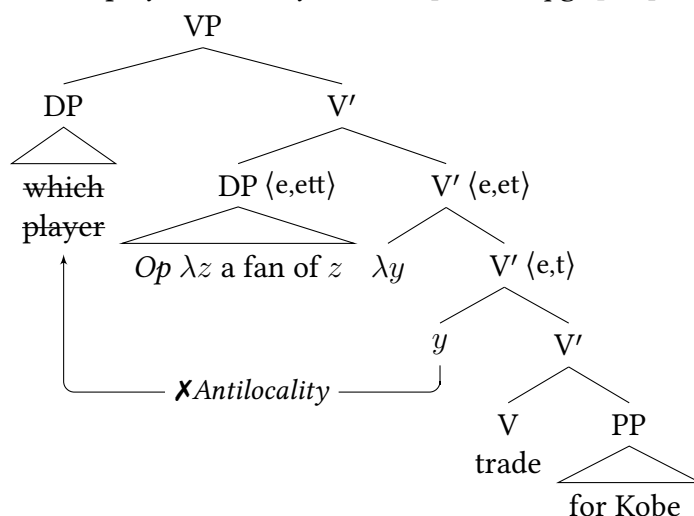 VP
DP V′
which
player
DP ⟨e,ett⟩ V′ ⟨e,et⟩
Op λz a fan of z λy V′ ⟨e,t⟩
y V′
✗Antilocality
V PP
trade
for Kobe